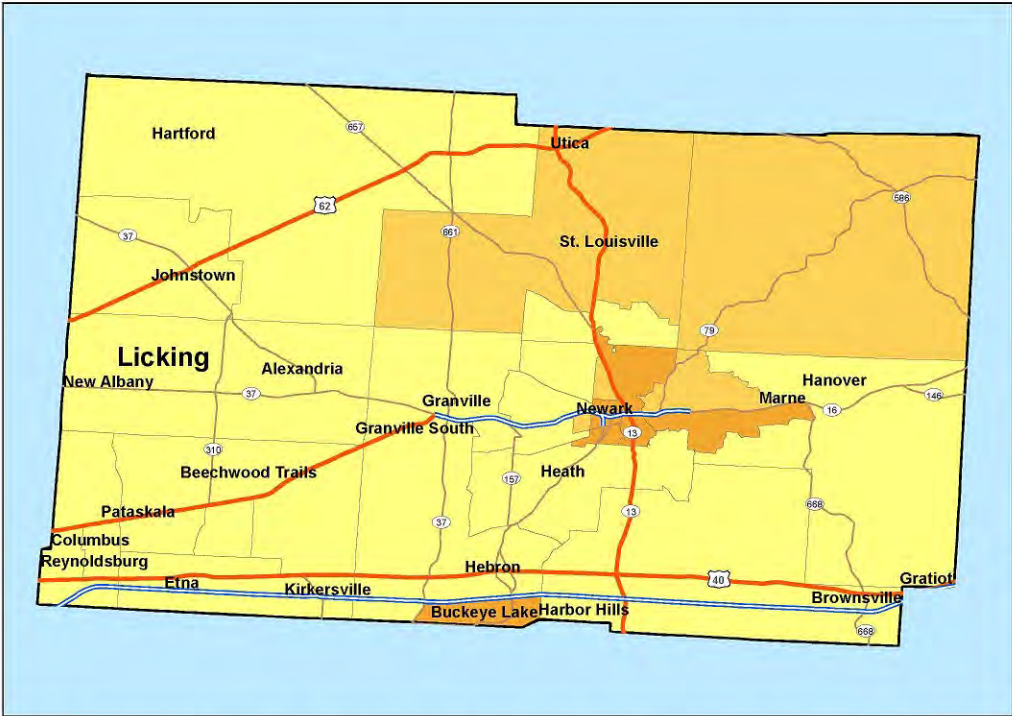 Hartford
657
Utica
62
586
37
661
St. Louisville
Johnstown
79
Licking
Alexandria
New Albany
37
Hanover
Marne
146
Granville
Newark
16
Granville South
13
310
Beechwood Trails
Heath
157
668
Pataskala
13
37
Columbus
Reynoldsburg
Hebron
Etna
Kirkersville
40
Gratiot
Brownsville
Buckeye Lake
Harbor Hills
668